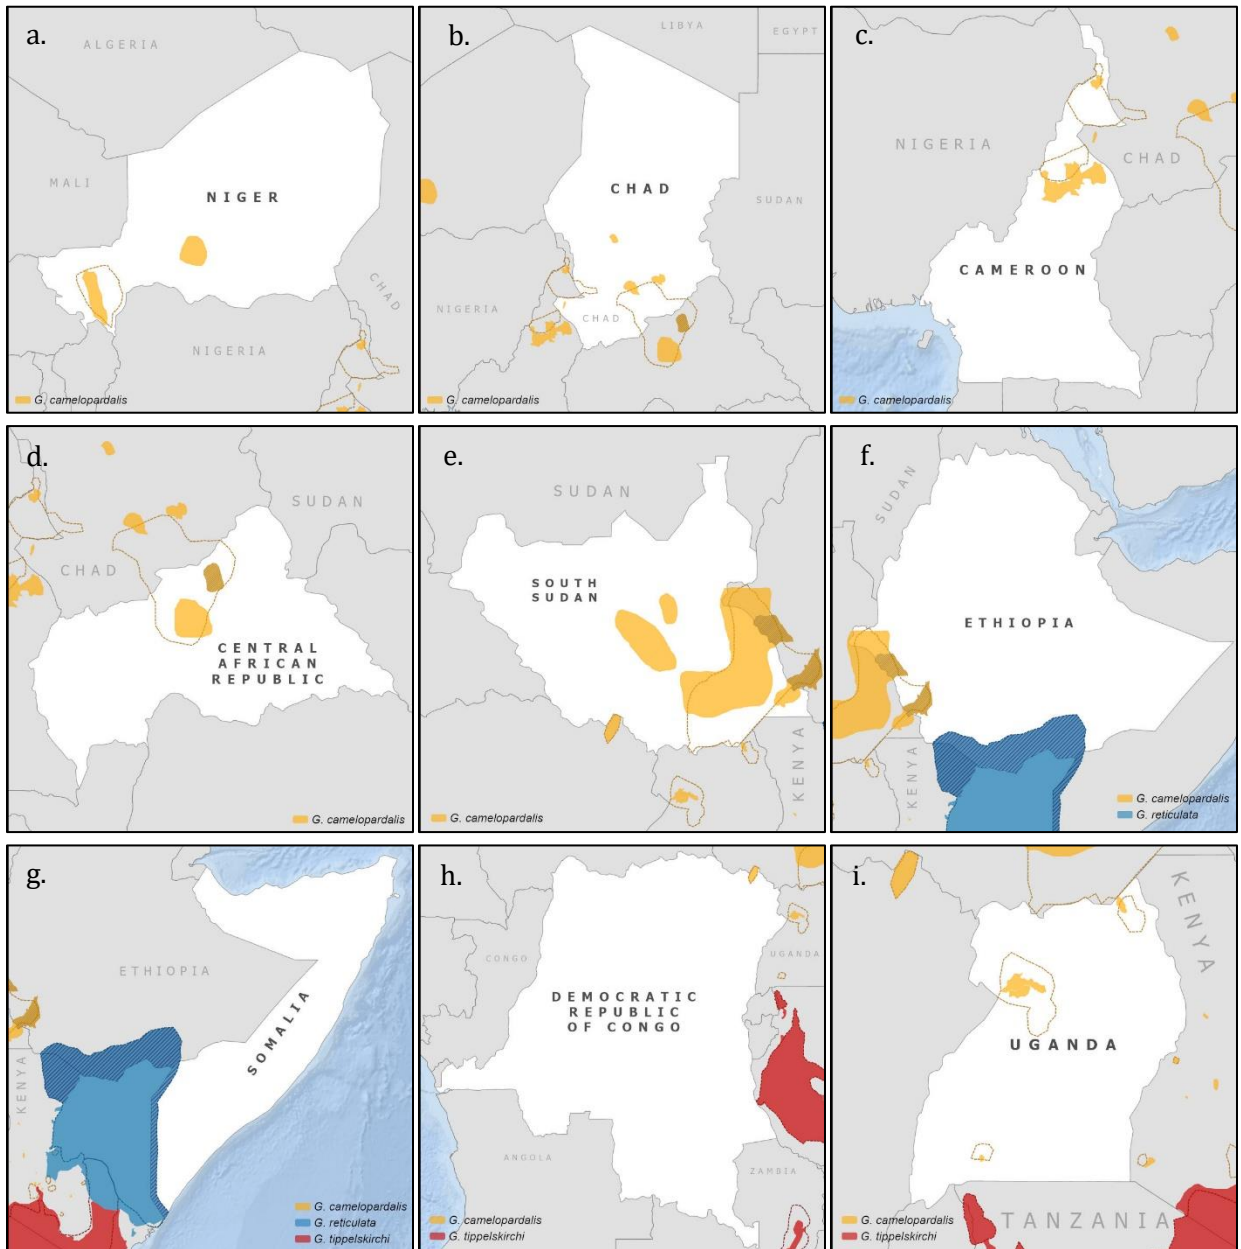 a.
ALGERIA
MALI
NIGER
CHAD
NIGERIA
G. camelopardalis
b.
LIBYA
EGYPT
CHAD
SUDAN
NIGERIA
CHAD
G. camelopardalis
c.
NIGERIA
CHAD
CAMEROON
G. camelopardalis
d.
SUDAN
CHAD
CENTRAL
AFRICAN
REPUBLIC
G. camelopardalis
e.
SUDAN
SOUTH
SUDAN
KENYA
G. camelopardalis
f.
SUDAN
ETHIOPIA
KENYA
G. camelopardalis
G. reticulata
g.
ETHIOPIA
SOMALIA
KENYA
G. camelopardalis
G. reticulata
G. tippelskirchi
h.
CONGO
UGANDA
DEMOCRATIC
REPUBLIC
OF CONGO
ANGOLA
ZAMBIA
G. camelopardalis
G. tippelskirchi
i.
KENYA
UGANDA
TANZANIA
G. camelopardalis
G. tippelskirchi